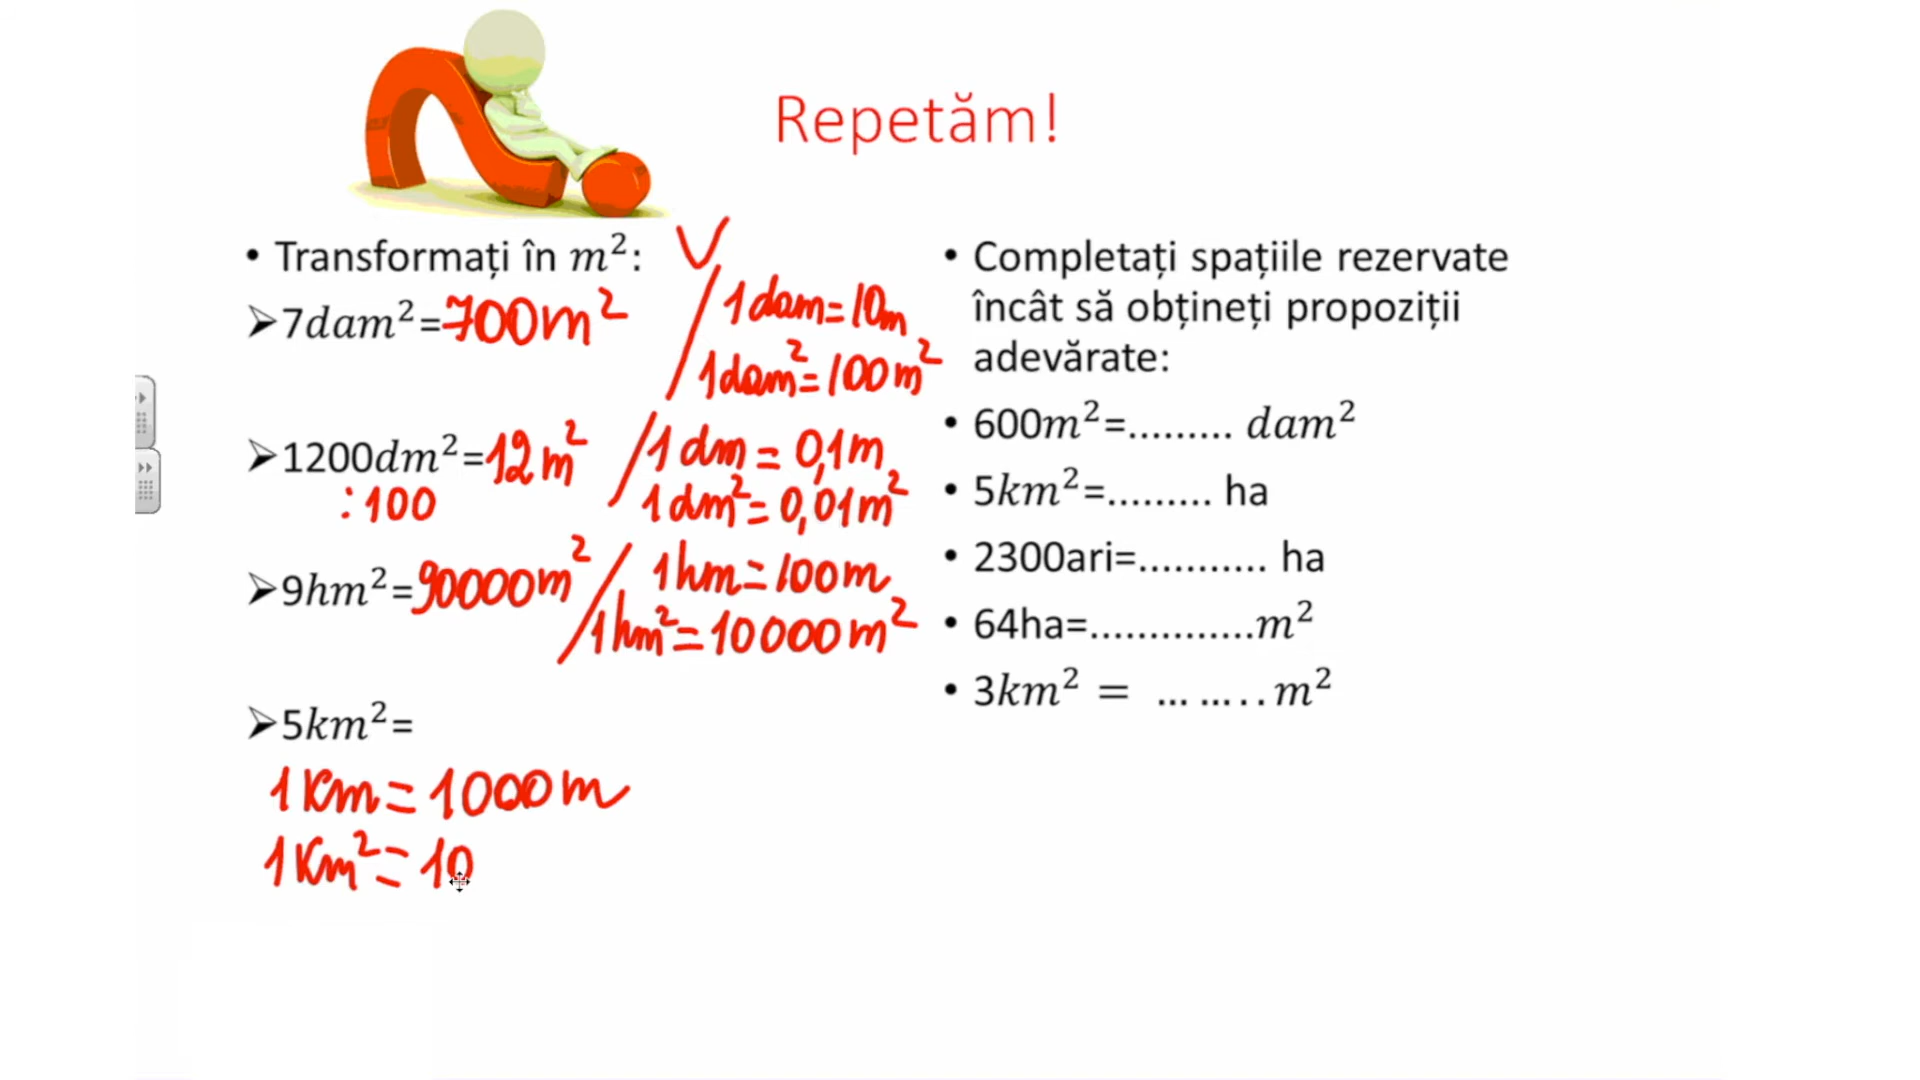 Repetăm!
• Transformați în m²: V
➢7dam²=700m² / 1dam=10m
1dam²=100m²
➢1200dm²=12m² / 1dm=0,1m
:100 1dm²=0,01m²
➢9hm²=90000m² / 1hm=100m
1hm²=10000m²
➢5km²=
1Km=1000m
1Km²=10
• Completați spațiile rezervate
încât să obțineți propoziții
adevărate:
• 600m²=......... dam²
• 5km²=......... ha
• 2300ari=........... ha
• 64ha=..............m²
• 3km² = ... ... . . m²